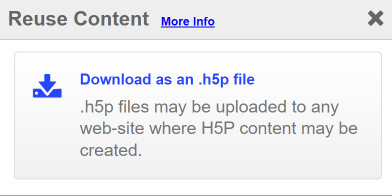 Reuse Content More Info
Download as an .h5p file
.h5p files may be uploaded to any
web-site where H5P content may be
created.